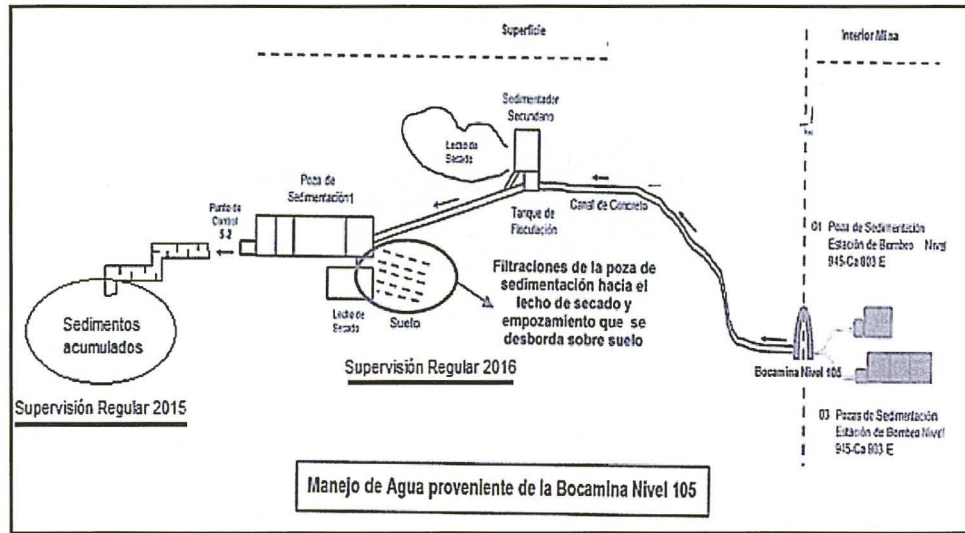 Superficie
Interior Mina
Sedimentador
Secundario
Lecho de
Secado
Poza de
Sedimentación1
Punto de
Control
S-2
Tanque de
Floculación
Canal de Concreto
01 Poza de Sedimentación
Estación de Bombeo Nivel
945-Ca 803 E
Filtraciones de la poza de
sedimentación hacia el
lecho de secado y
empozamiento que se
desborda sobre suelo
Lecho de
Secado
Suelo
Sedimentos
acumulados
Supervisión Regular 2016
Bocamina Nivel 105
Supervisión Regular 2015
03 Pozas de Sedimentación
Estación de Bombeo Nivel
945-Ca 803 E
Manejo de Agua proveniente de la Bocamina Nivel 105